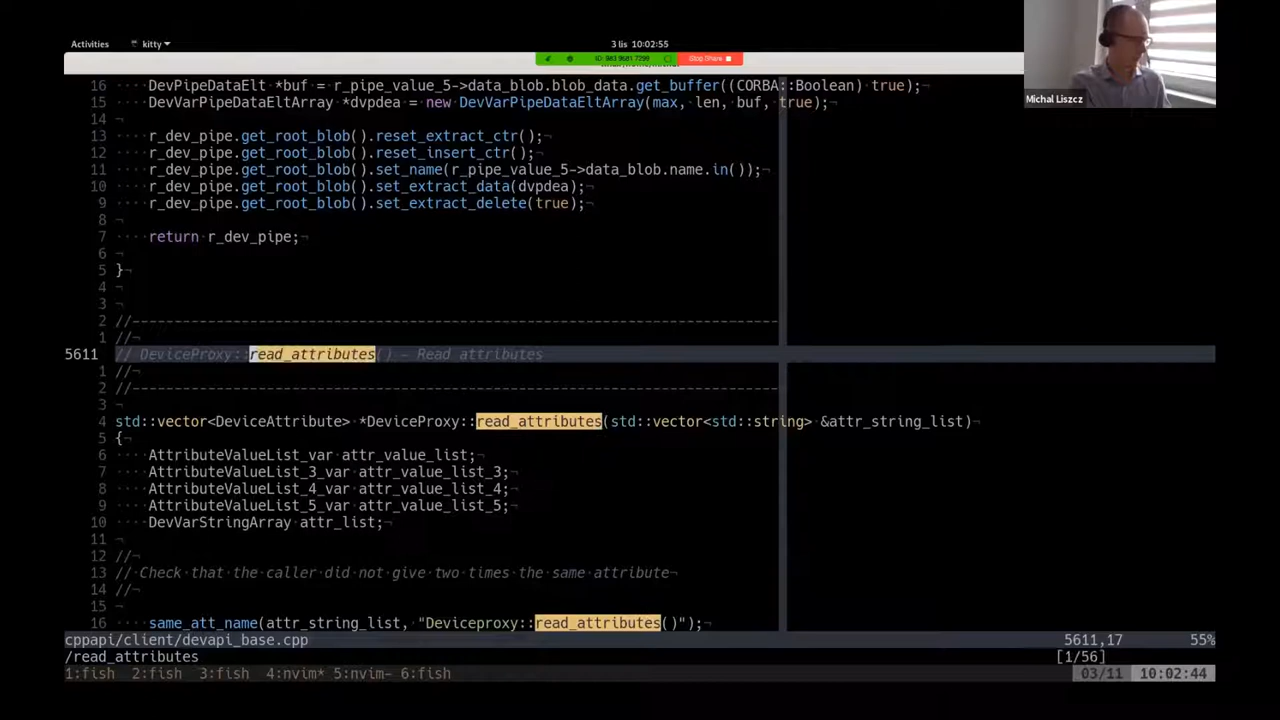 Activities kitty 3 lis 10:02:55
ID: 983 9681 7299 Stop Share
Michal Liszcz
16 ···· DevPipeDataElt *buf = r_pipe_value_5->data_blob.blob_data.get_buffer((CORBA::Boolean) true);¬
15 ···· DevVarPipeDataEltArray *dvpdea = new DevVarPipeDataEltArray(max, len, buf, true);¬
14 ¬
13 ···· r_dev_pipe.get_root_blob().reset_extract_ctr();¬
12 ···· r_dev_pipe.get_root_blob().reset_insert_ctr();¬
11 ···· r_dev_pipe.get_root_blob().set_name(r_pipe_value_5->data_blob.name.in());¬
10 ···· r_dev_pipe.get_root_blob().set_extract_data(dvpdea);¬
9 ···· r_dev_pipe.get_root_blob().set_extract_delete(true);¬
8 ¬
7 ···· return r_dev_pipe;¬
6 ¬
5 }¬
4 ¬
3 ¬
2 //-----------------------------------------------------------------------------¬
1 //¬
5611 // DeviceProxy::read_attributes() - Read attributes
1 //¬
2 //-----------------------------------------------------------------------------¬
3 ¬
4 std::vector<DeviceAttribute> *DeviceProxy::read_attributes(std::vector<std::string> &attr_string_list)¬
5 {¬
6 ···· AttributeValueList_var attr_value_list;¬
7 ···· AttributeValueList_3_var attr_value_list_3;¬
8 ···· AttributeValueList_4_var attr_value_list_4;¬
9 ···· AttributeValueList_5_var attr_value_list_5;¬
10 ···· DevVarStringArray attr_list;¬
11 ¬
12 //¬
13 // Check that the caller did not give two times the same attribute¬
14 //¬
15 ¬
16 ···· same_att_name(attr_string_list, "Deviceproxy::read_attributes()");¬
cppapi/client/devapi_base.cpp 5611,17 55%
/read_attributes [1/56]
1:fish 2:fish 3:fish 4:nvim* 5:nvim- 6:fish 03/11 10:02:44